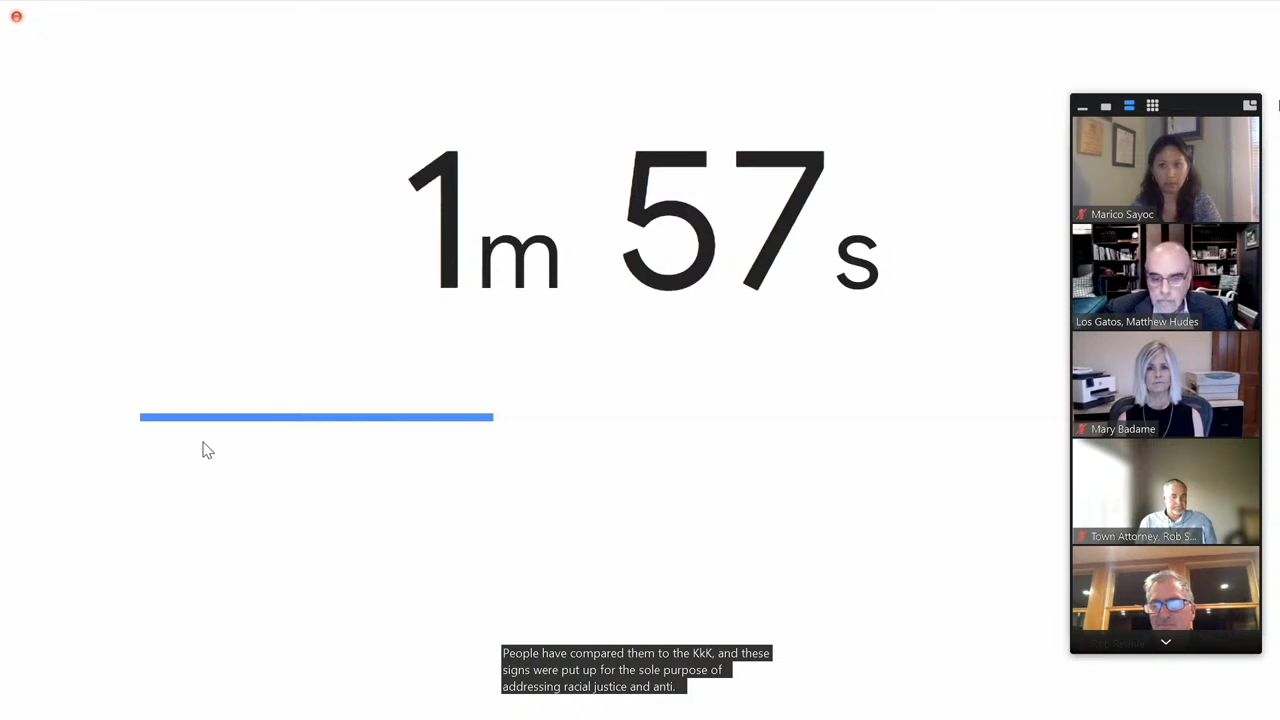 1m 57s
Marico Sayoc
Los Gatos, Matthew Hudes
Mary Badame
Town Attorney, Rob S...
People have compared them to the KkK, and these
signs were put up for the sole purpose of
addressing racial justice and anti.